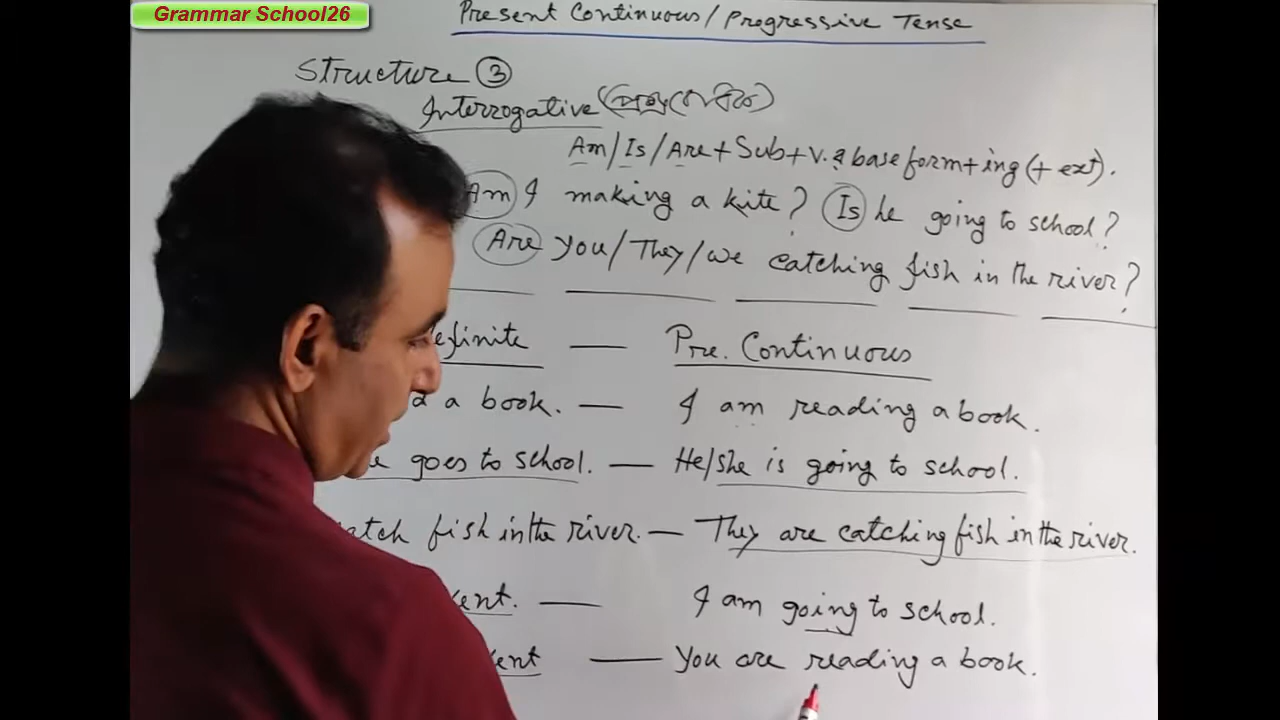 Grammar School26
Present Continuous/Progressive Tense
Structure 3
Interrogative
Am/Is/Are + Sub + V. base form + ing (+ ext).
Am I making a kite? Is he going to school?
Are you/They/we catching fish in the river?
efinite — Pre. Continuous
a book. — I am reading a book.
goes to school. — He/she is going to school.
atch fish in the river. — They are catching fish in the river.
ent. — I am going to school.
ent — You are reading a book.